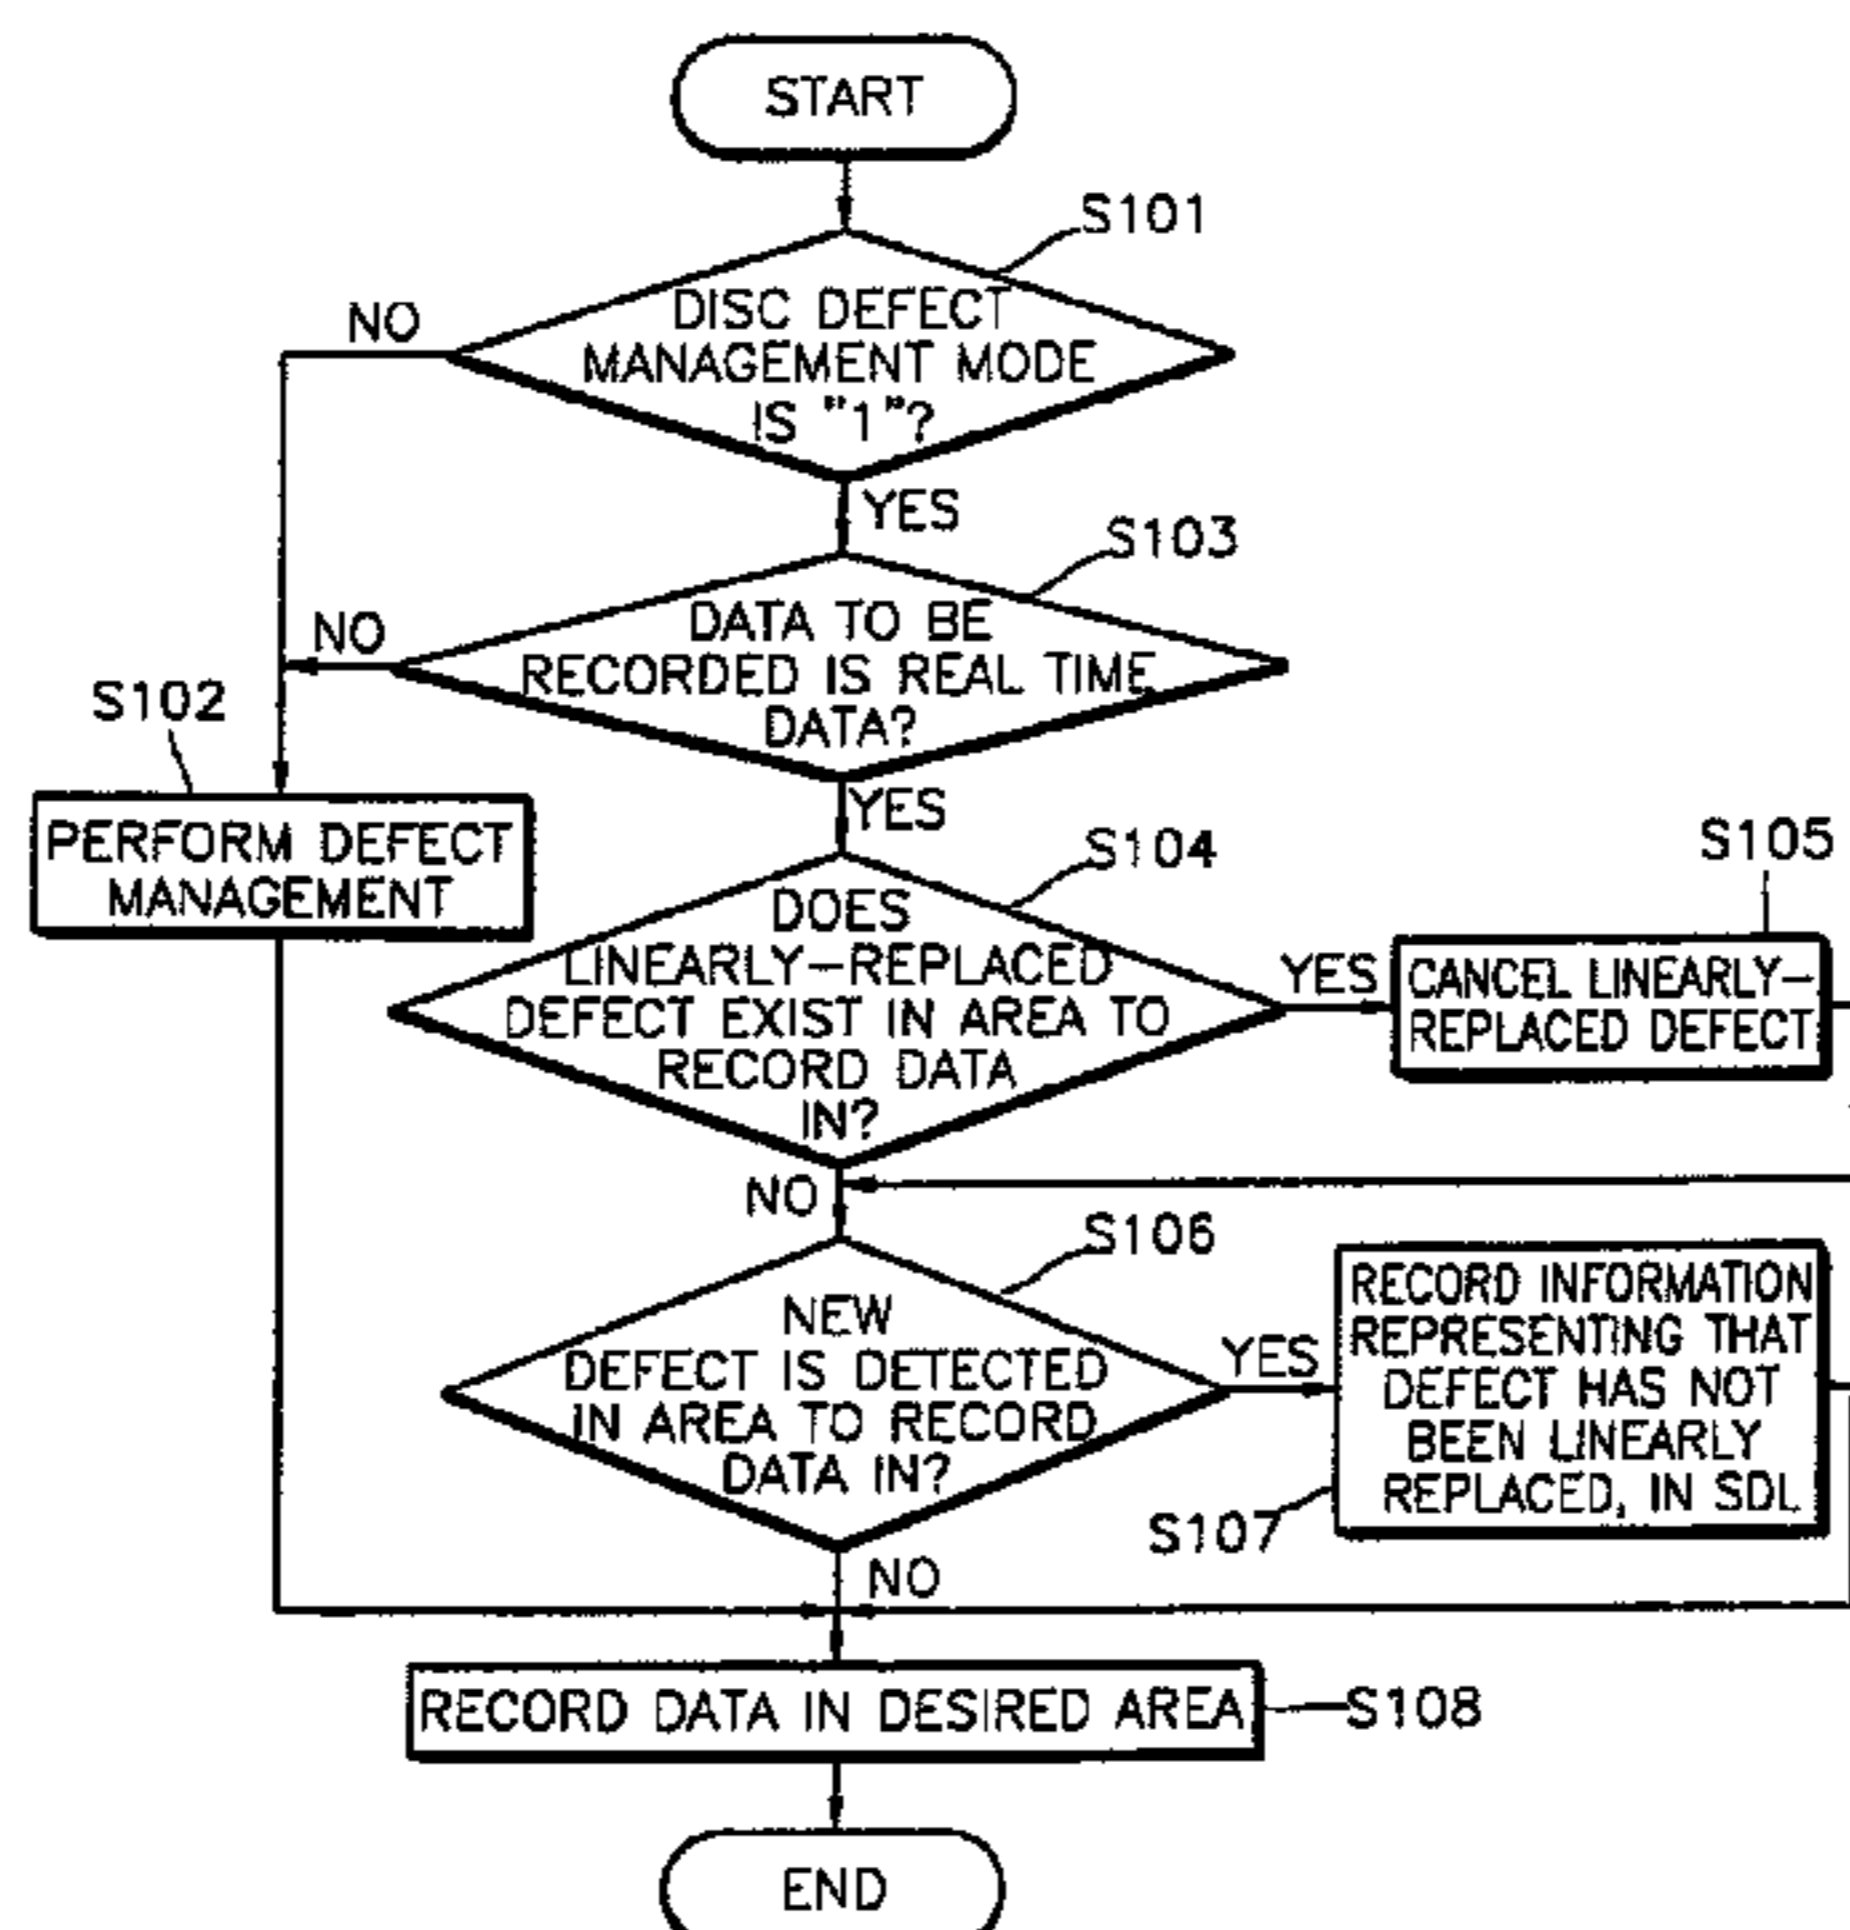 START
S101
DISC DEFECT
MANAGEMENT MODE
IS "1"?
NO
YES
S103
DATA TO BE
RECORDED IS REAL TIME
DATA?
NO
S102
PERFORM DEFECT
MANAGEMENT
YES
S104
DOES
LINEARLY-REPLACED
DEFECT EXIST IN AREA TO
RECORD DATA
IN?
YES
S105
CANCEL LINEARLY-
REPLACED DEFECT
NO
S106
NEW
DEFECT IS DETECTED
IN AREA TO RECORD
DATA IN?
YES
RECORD INFORMATION
REPRESENTING THAT
DEFECT HAS NOT
BEEN LINEARLY
REPLACED, IN SDL
S107
NO
RECORD DATA IN DESIRED AREA
S108
END